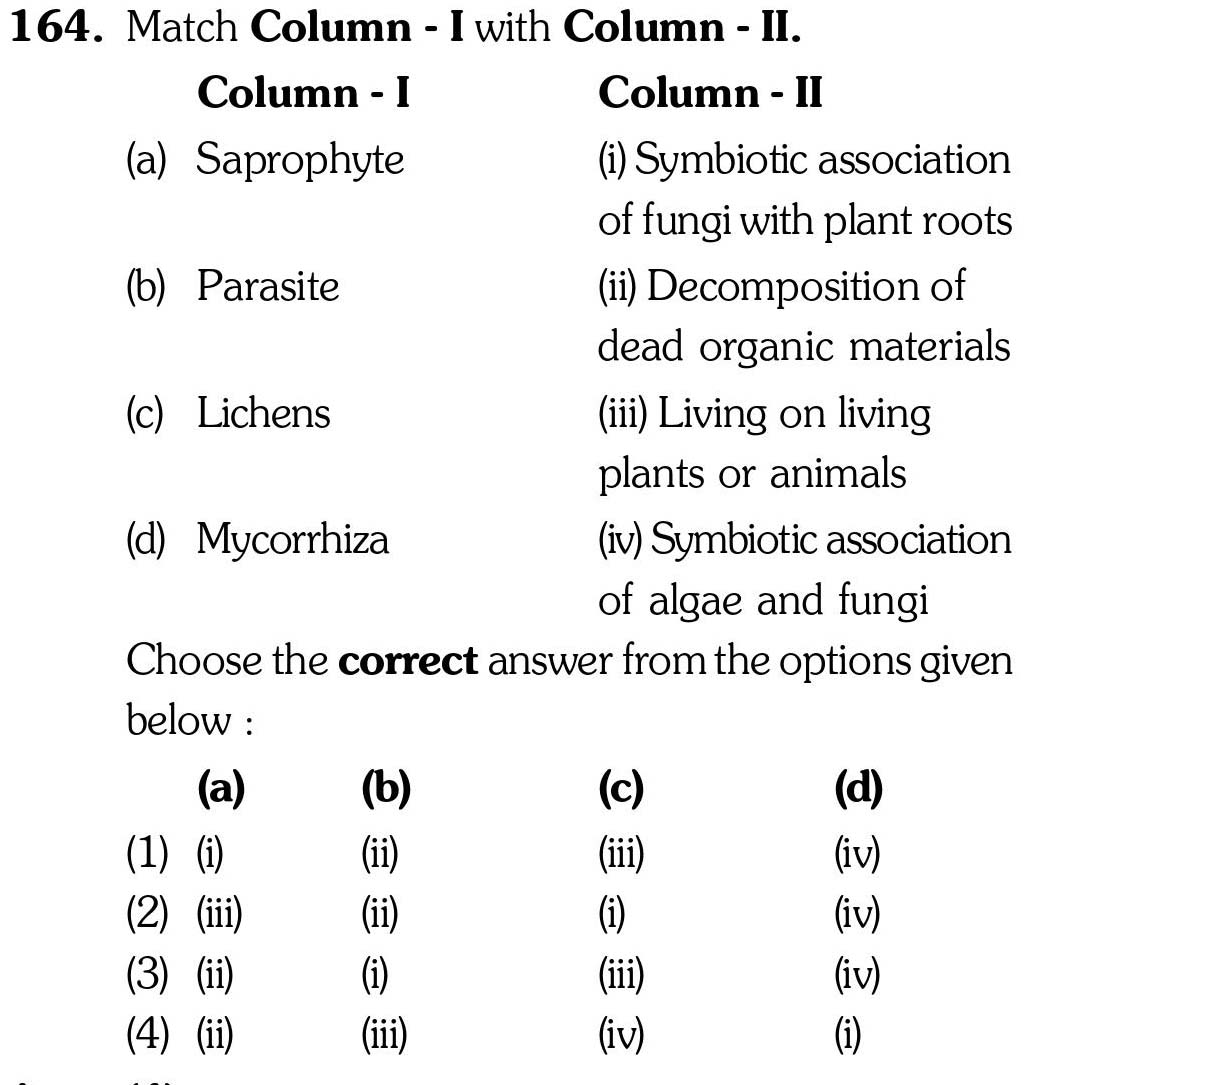 164. Match Column - I with Column - II.
Column - I Column - II
(a) Saprophyte (i) Symbiotic association
of fungi with plant roots
(b) Parasite (ii) Decomposition of
dead organic materials
(c) Lichens (iii) Living on living
plants or animals
(d) Mycorrhiza (iv) Symbiotic association
of algae and fungi
Choose the correct answer from the options given
below :
(a) (b) (c) (d)
(1) (i) (ii) (iii) (iv)
(2) (iii) (ii) (i) (iv)
(3) (ii) (i) (iii) (iv)
(4) (ii) (iii) (iv) (i)